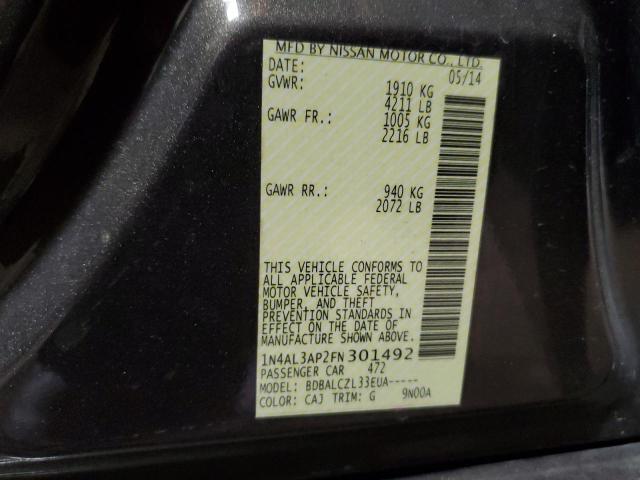 MFD BY NISSAN MOTOR CO., LTD.
DATE: 05/14
GVWR: 1910 KG
4211 LB
GAWR FR.: 1005 KG
2216 LB
GAWR RR.: 940 KG
2072 LB
THIS VEHICLE CONFORMS TO
ALL APPLICABLE FEDERAL
MOTOR VEHICLE SAFETY,
BUMPER, AND THEFT
PREVENTION STANDARDS IN
EFFECT ON THE DATE OF
MANUFACTURE SHOWN ABOVE.
1N4AL3AP2FN301492
PASSENGER CAR 472
MODEL: BDBALCZL33EUA-----
COLOR: CAJ TRIM: G 9N00A